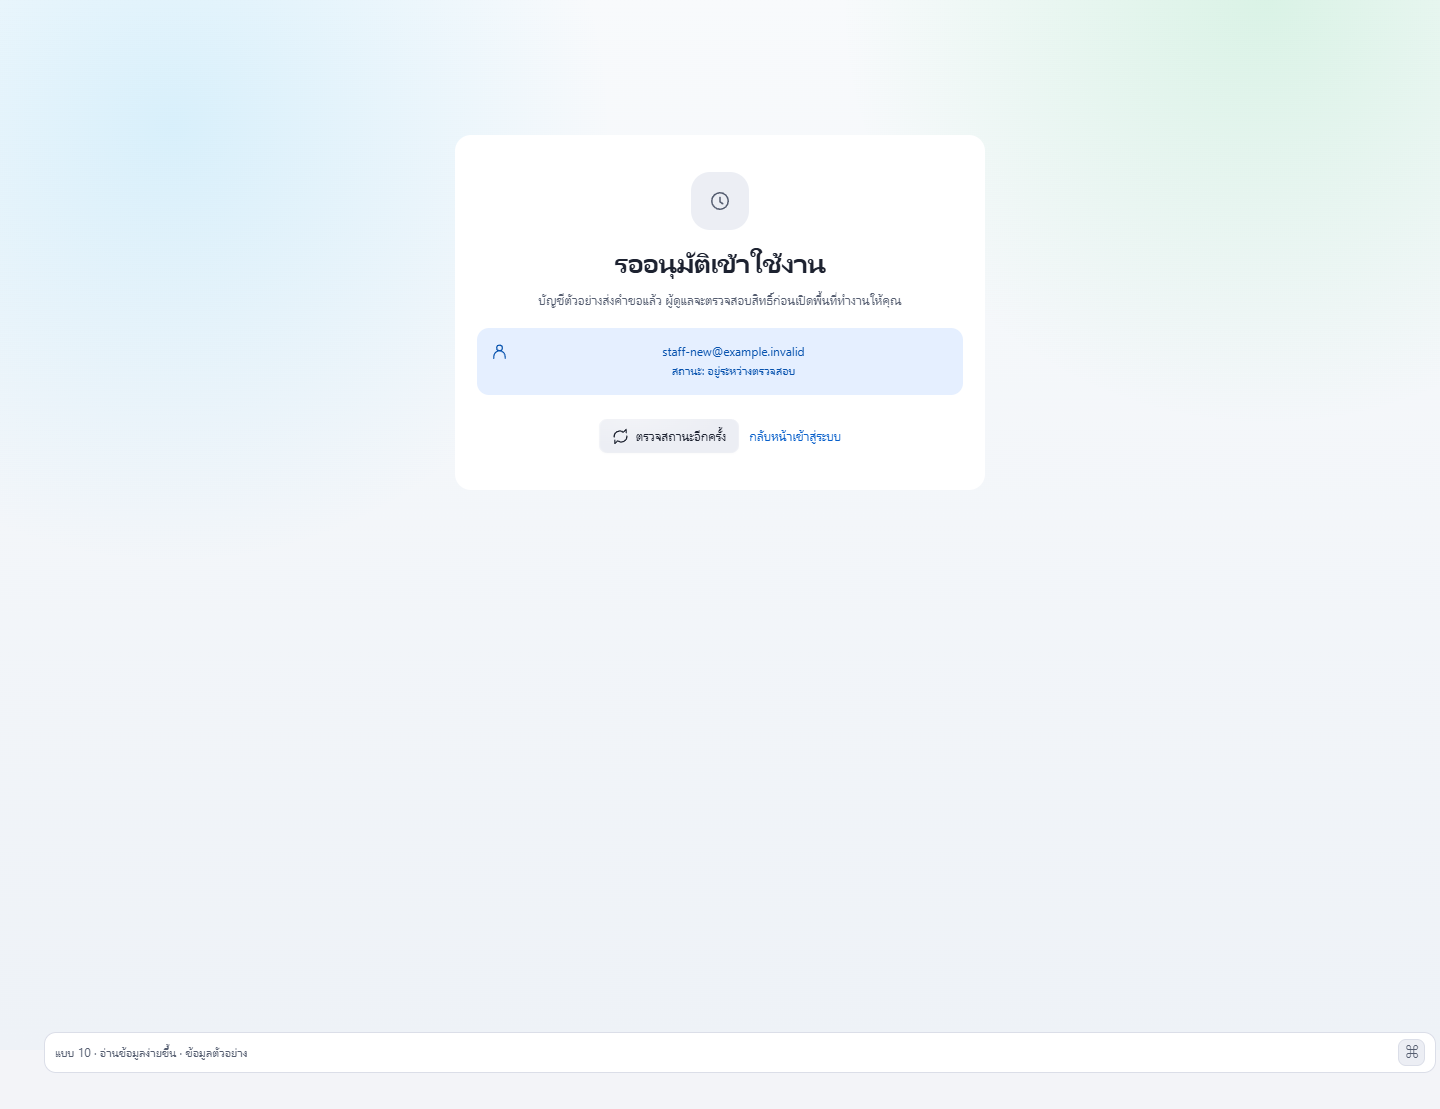 รออนุมัติเข้าใช้งาน
บัญชีตัวอย่างส่งคำขอแล้ว ผู้ดูแลจะตรวจสอบสิทธิ์ก่อนเปิดพื้นที่ทำงานให้คุณ
staff-new@example.invalid
สถานะ: อยู่ระหว่างตรวจสอบ
ตรวจสถานะอีกครั้ง กลับหน้าเข้าสู่ระบบ
แบบ 10 · อ่านข้อมูลง่ายขึ้น · ข้อมูลตัวอย่าง ⌘